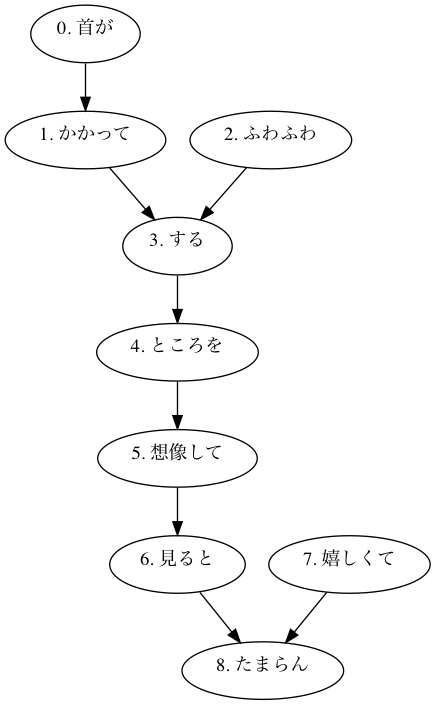 0. 首が
1. かかって
2. ふわふわ
3. する
4. ところを
5. 想像して
6. 見ると
7. 嬉しくて
8. たまらん